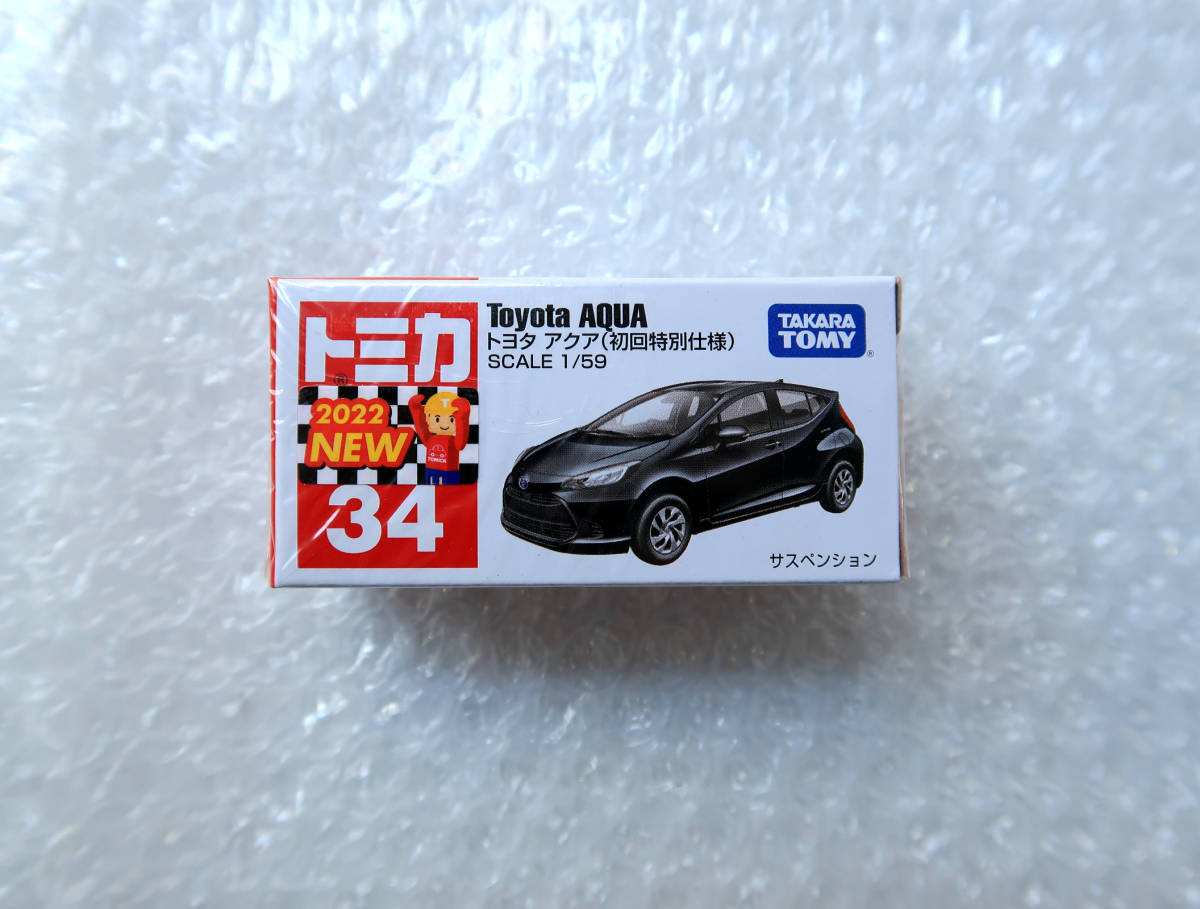 トミカ
®
2022
NEW
TOMICA
34
Toyota AQUA
トヨタ アクア(初回特別仕様)
SCALE 1/59
TAKARA
TOMY
®
サスペンション